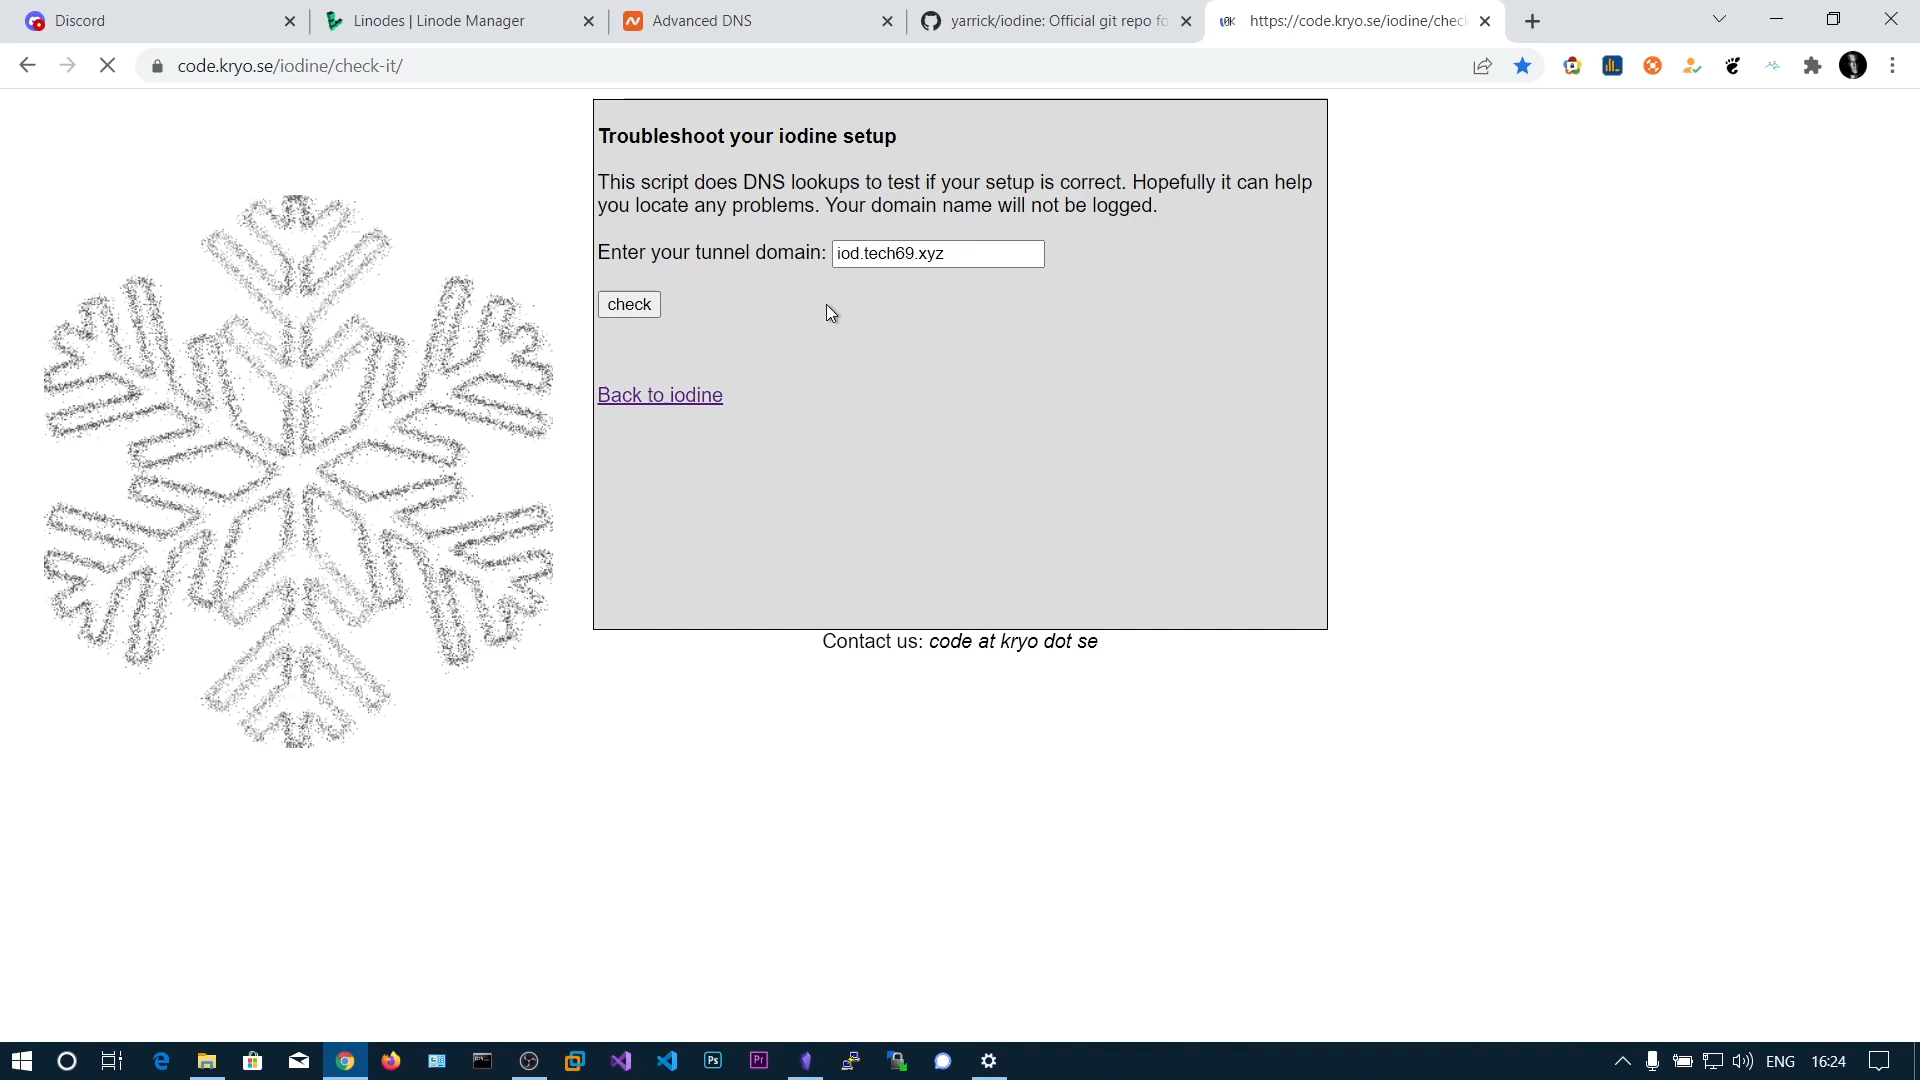 Discord
Linodes | Linode Manager
Advanced DNS
yarrick/iodine: Official git repo fo
https://code.kryo.se/iodine/chec
code.kryo.se/iodine/check-it/
Troubleshoot your iodine setup
This script does DNS lookups to test if your setup is correct. Hopefully it can help
you locate any problems. Your domain name will not be logged.
Enter your tunnel domain: iod.tech69.xyz
check
Back to iodine
Contact us: code at kryo dot se
Ps
Pr
ENG
16:24